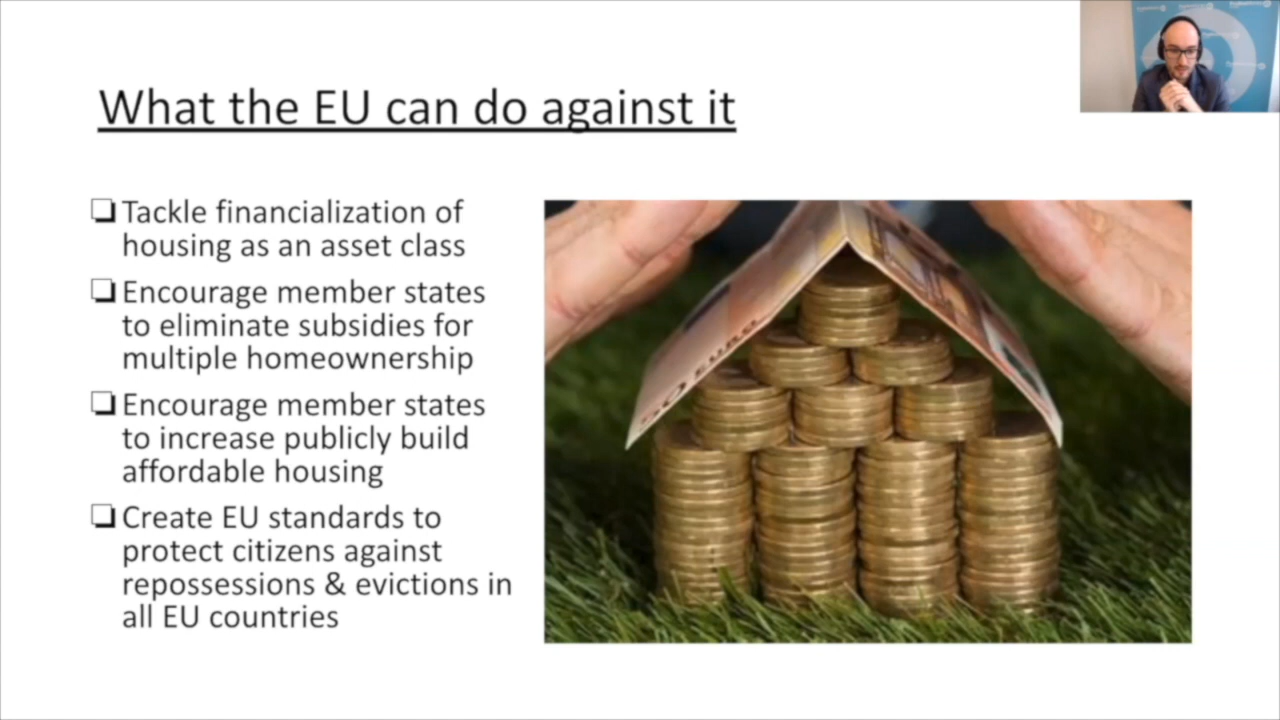 What the EU can do against it
Tackle financialization of
housing as an asset class
Encourage member states
to eliminate subsidies for
multiple homeownership
Encourage member states
to increase publicly build
affordable housing
Create EU standards to
protect citizens against
repossessions & evictions in
all EU countries
50 EURO